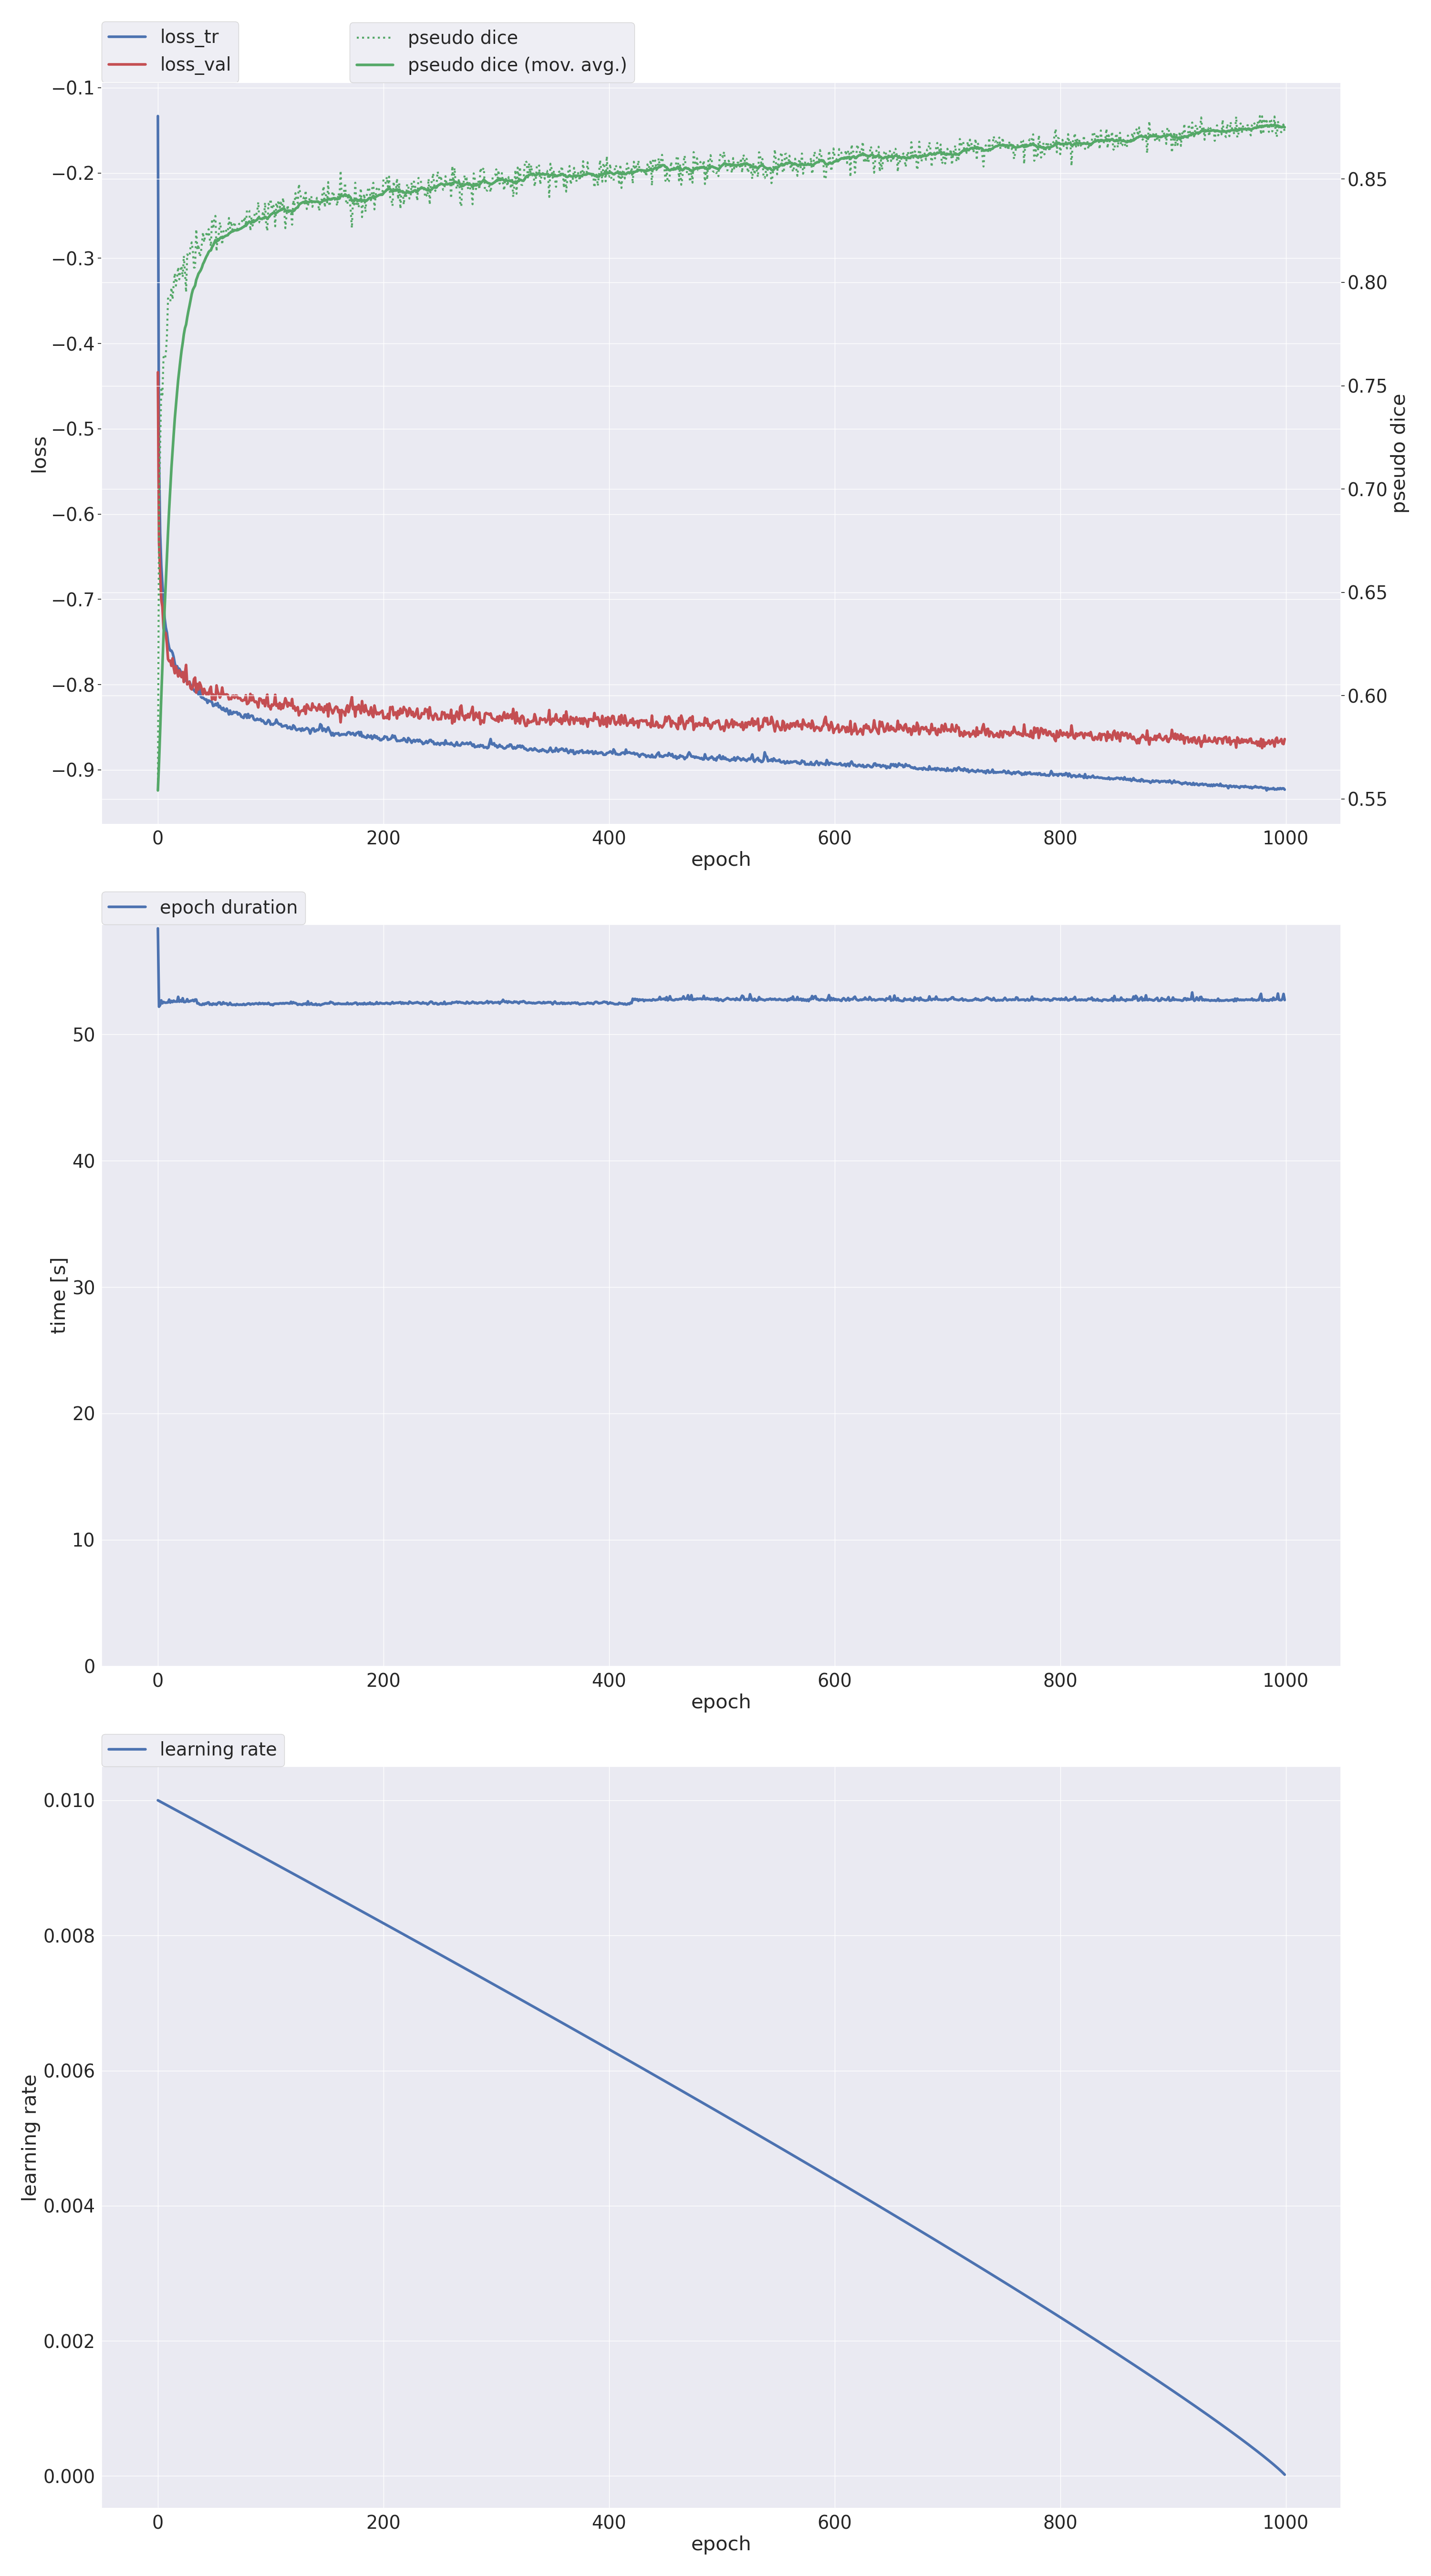 loss_tr
loss_val
pseudo dice
pseudo dice (mov. avg.)
−0.1
−0.2
−0.3
−0.4
−0.5
−0.6
−0.7
−0.8
−0.9
loss
0.85
0.80
0.75
0.70
0.65
0.60
0.55
pseudo dice
0 200 400 600 800 1000
epoch
epoch duration
50
40
30
20
10
0
time [s]
0 200 400 600 800 1000
epoch
learning rate
0.010
0.008
0.006
0.004
0.002
0.000
learning rate
0 200 400 600 800 1000
epoch